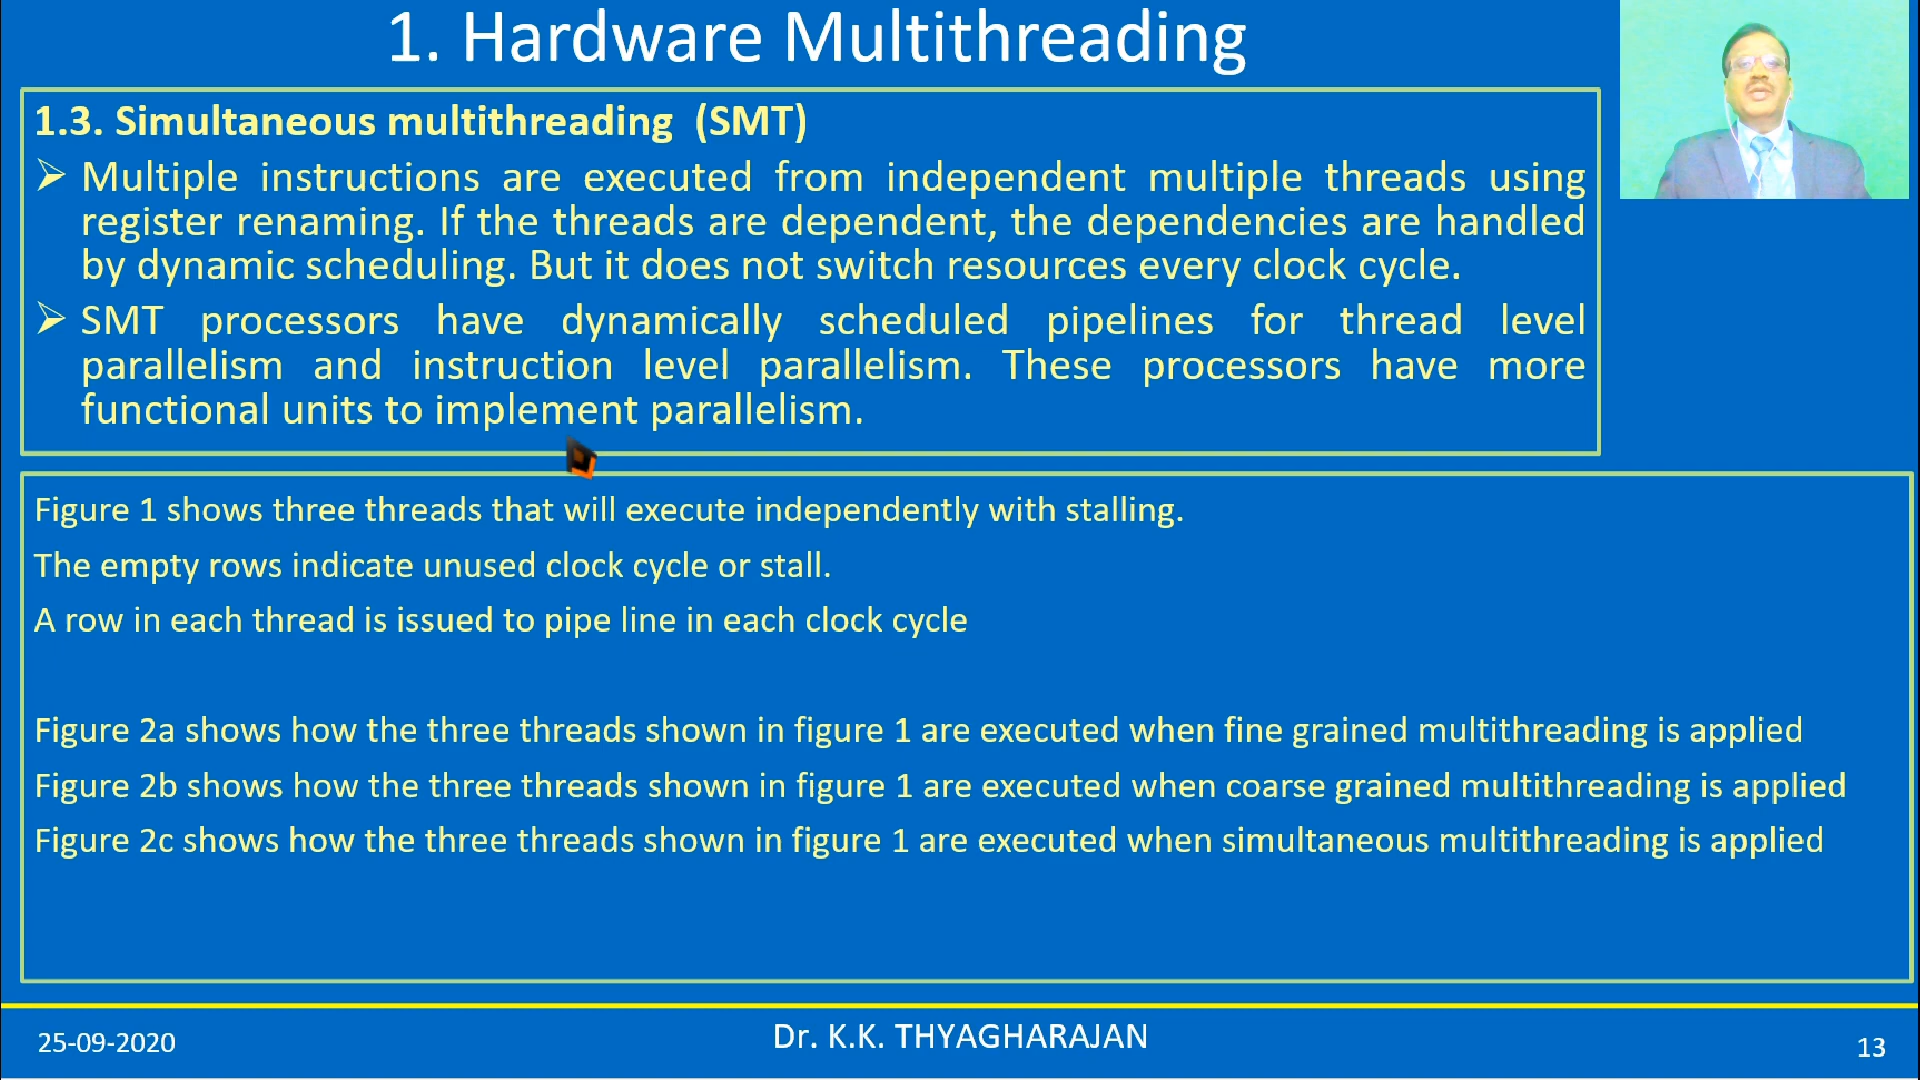 1. Hardware Multithreading
1.3. Simultaneous multithreading (SMT)
➢ Multiple instructions are executed from independent multiple threads using
register renaming. If the threads are dependent, the dependencies are handled
by dynamic scheduling. But it does not switch resources every clock cycle.
➢ SMT processors have dynamically scheduled pipelines for thread level
parallelism and instruction level parallelism. These processors have more
functional units to implement parallelism.
Figure 1 shows three threads that will execute independently with stalling.
The empty rows indicate unused clock cycle or stall.
A row in each thread is issued to pipe line in each clock cycle
Figure 2a shows how the three threads shown in figure 1 are executed when fine grained multithreading is applied
Figure 2b shows how the three threads shown in figure 1 are executed when coarse grained multithreading is applied
Figure 2c shows how the three threads shown in figure 1 are executed when simultaneous multithreading is applied
25-09-2020
Dr. K.K. THYAGHARAJAN
13